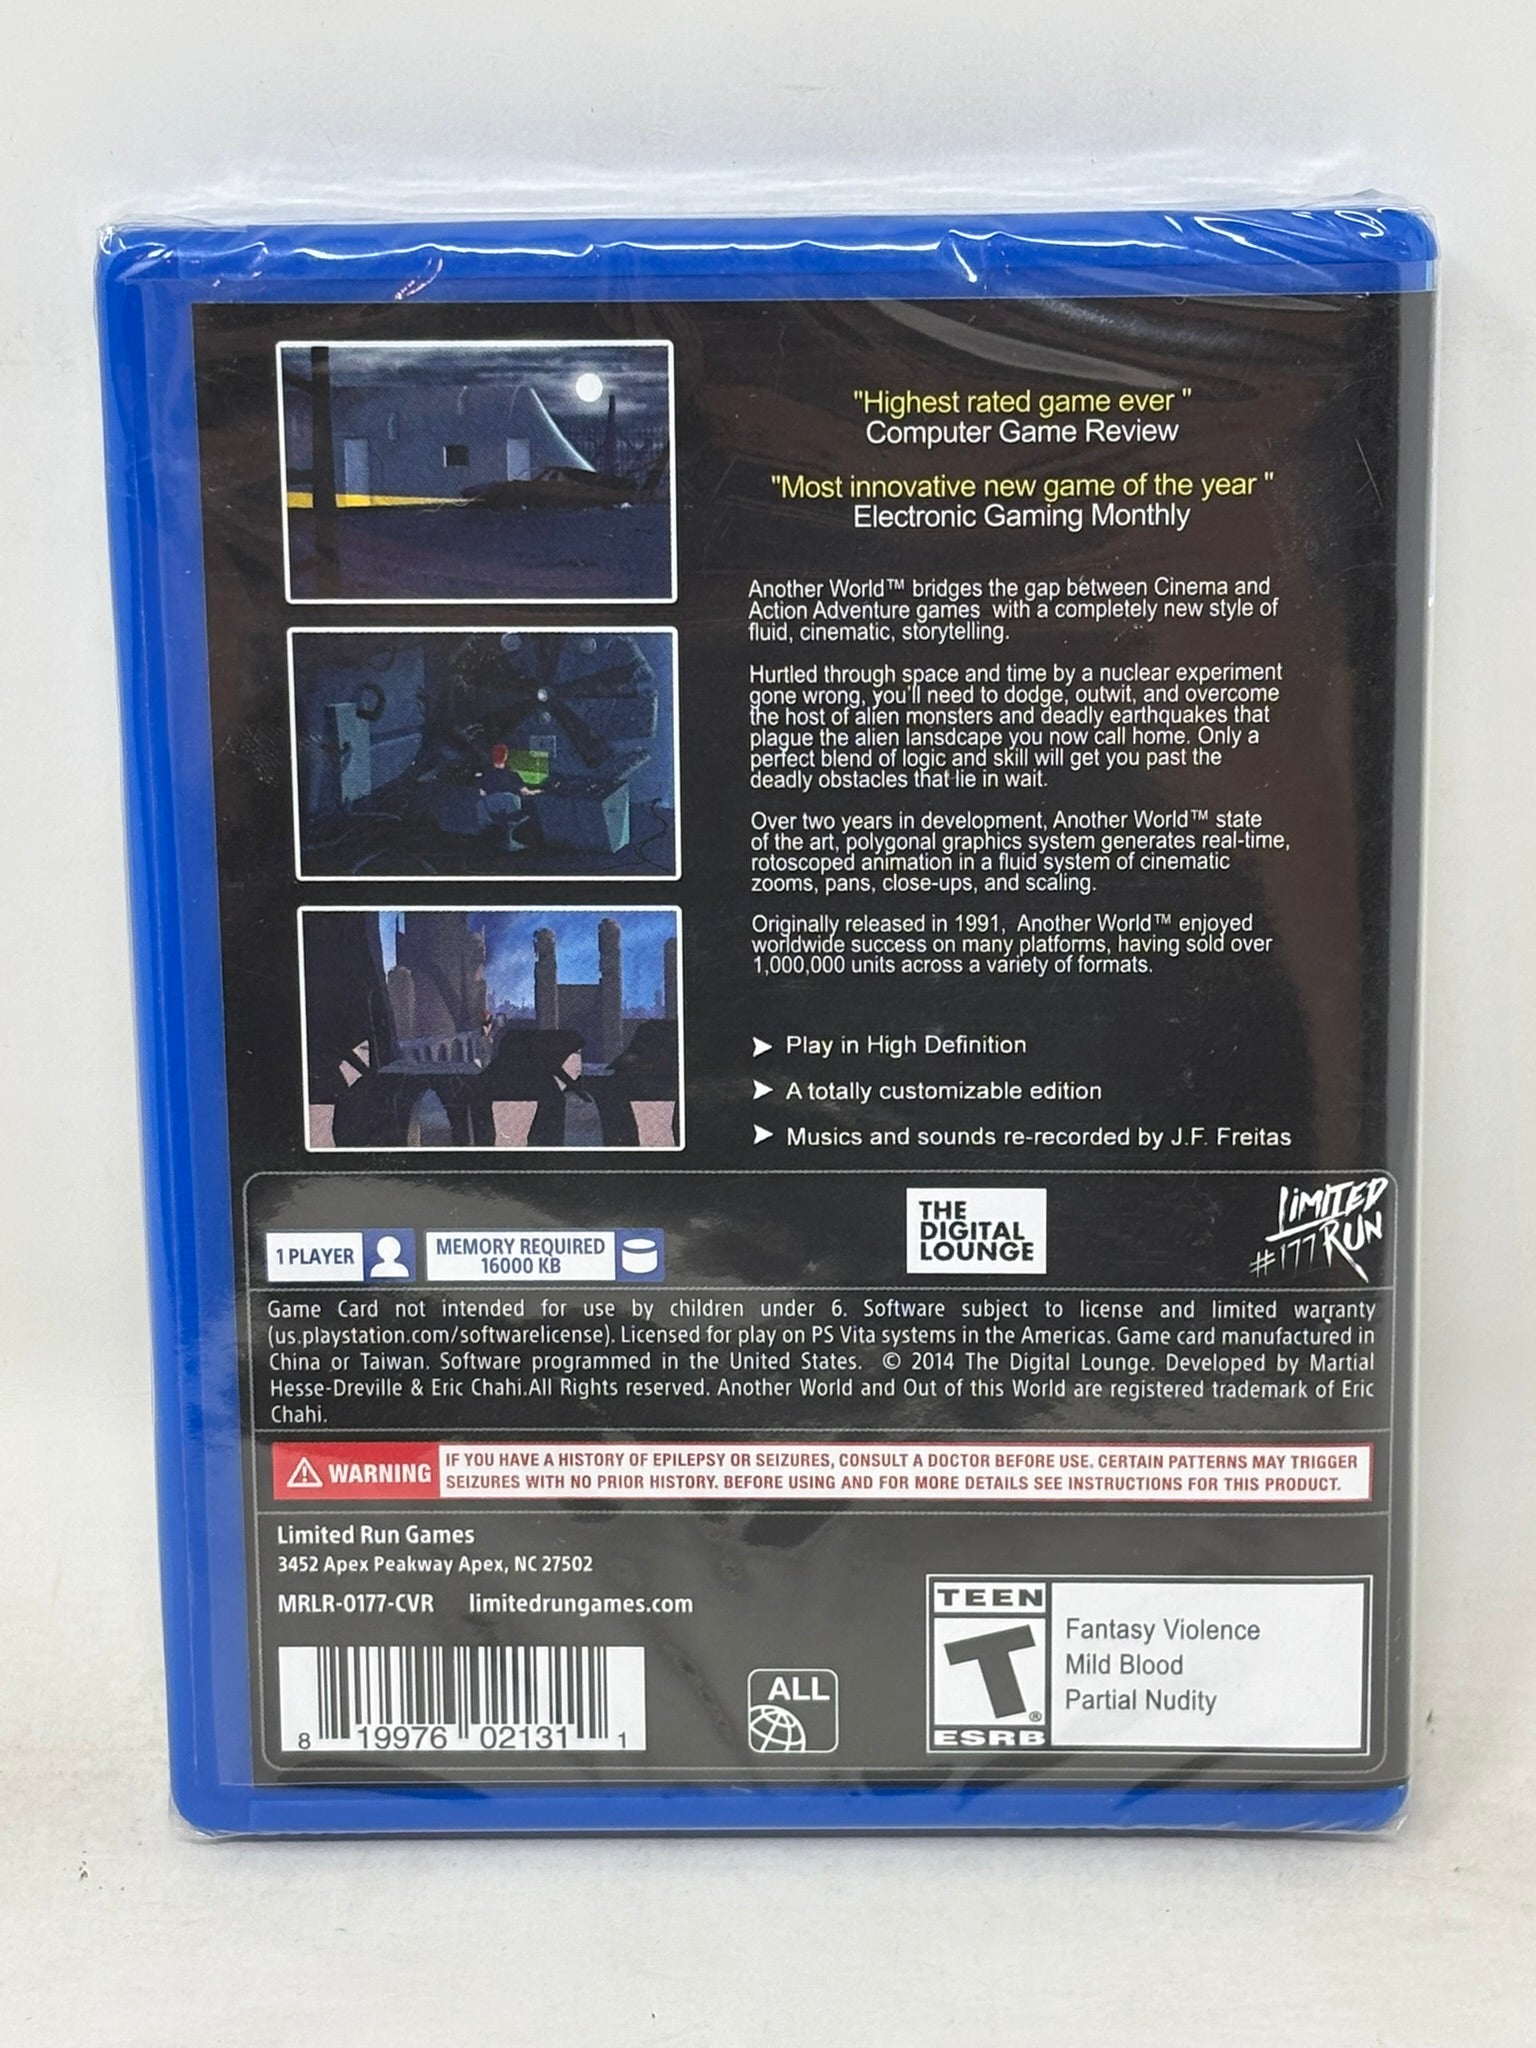 "Highest rated game ever "
Computer Game Review
"Most innovative new game of the year "
Electronic Gaming Monthly
Another World™ bridges the gap between Cinema and
Action Adventure games with a completely new style of
fluid, cinematic, storytelling.
Hurtled through space and time by a nuclear experiment
gone wrong, you'll need to dodge, outwit, and overcome
the host of alien monsters and deadly earthquakes that
plague the alien lansdcape you now call home. Only a
perfect blend of logic and skill will get you past the
deadly obstacles that lie in wait.
Over two years in development, Another World™ state
of the art, polygonal graphics system generates real-time,
rotoscoped animation in a fluid system of cinematic
zooms, pans, close-ups, and scaling.
Originally released in 1991, Another World™ enjoyed
worldwide success on many platforms, having sold over
1,000,000 units across a variety of formats.
➤ Play in High Definition
➤ A totally customizable edition
➤ Musics and sounds re-recorded by J.F. Freitas
1 PLAYER
MEMORY REQUIRED
16000 KB
THE
DIGITAL
LOUNGE
LIMITED
RUN
#177
Game Card not intended for use by children under 6. Software subject to license and limited warranty
(us.playstation.com/softwarelicense). Licensed for play on PS Vita systems in the Americas. Game card manufactured in
China or Taiwan. Software programmed in the United States. © 2014 The Digital Lounge. Developed by Martial
Hesse-Dreville & Eric Chahi.All Rights reserved. Another World and Out of this World are registered trademark of Eric
Chahi.
WARNING
IF YOU HAVE A HISTORY OF EPILEPSY OR SEIZURES, CONSULT A DOCTOR BEFORE USE. CERTAIN PATTERNS MAY TRIGGER
SEIZURES WITH NO PRIOR HISTORY. BEFORE USING AND FOR MORE DETAILS SEE INSTRUCTIONS FOR THIS PRODUCT.
Limited Run Games
3452 Apex Peakway Apex, NC 27502
MRLR-0177-CVR limitedrungames.com
8 19976 02131 1
ALL
TEEN
T
®
ESRB
Fantasy Violence
Mild Blood
Partial Nudity